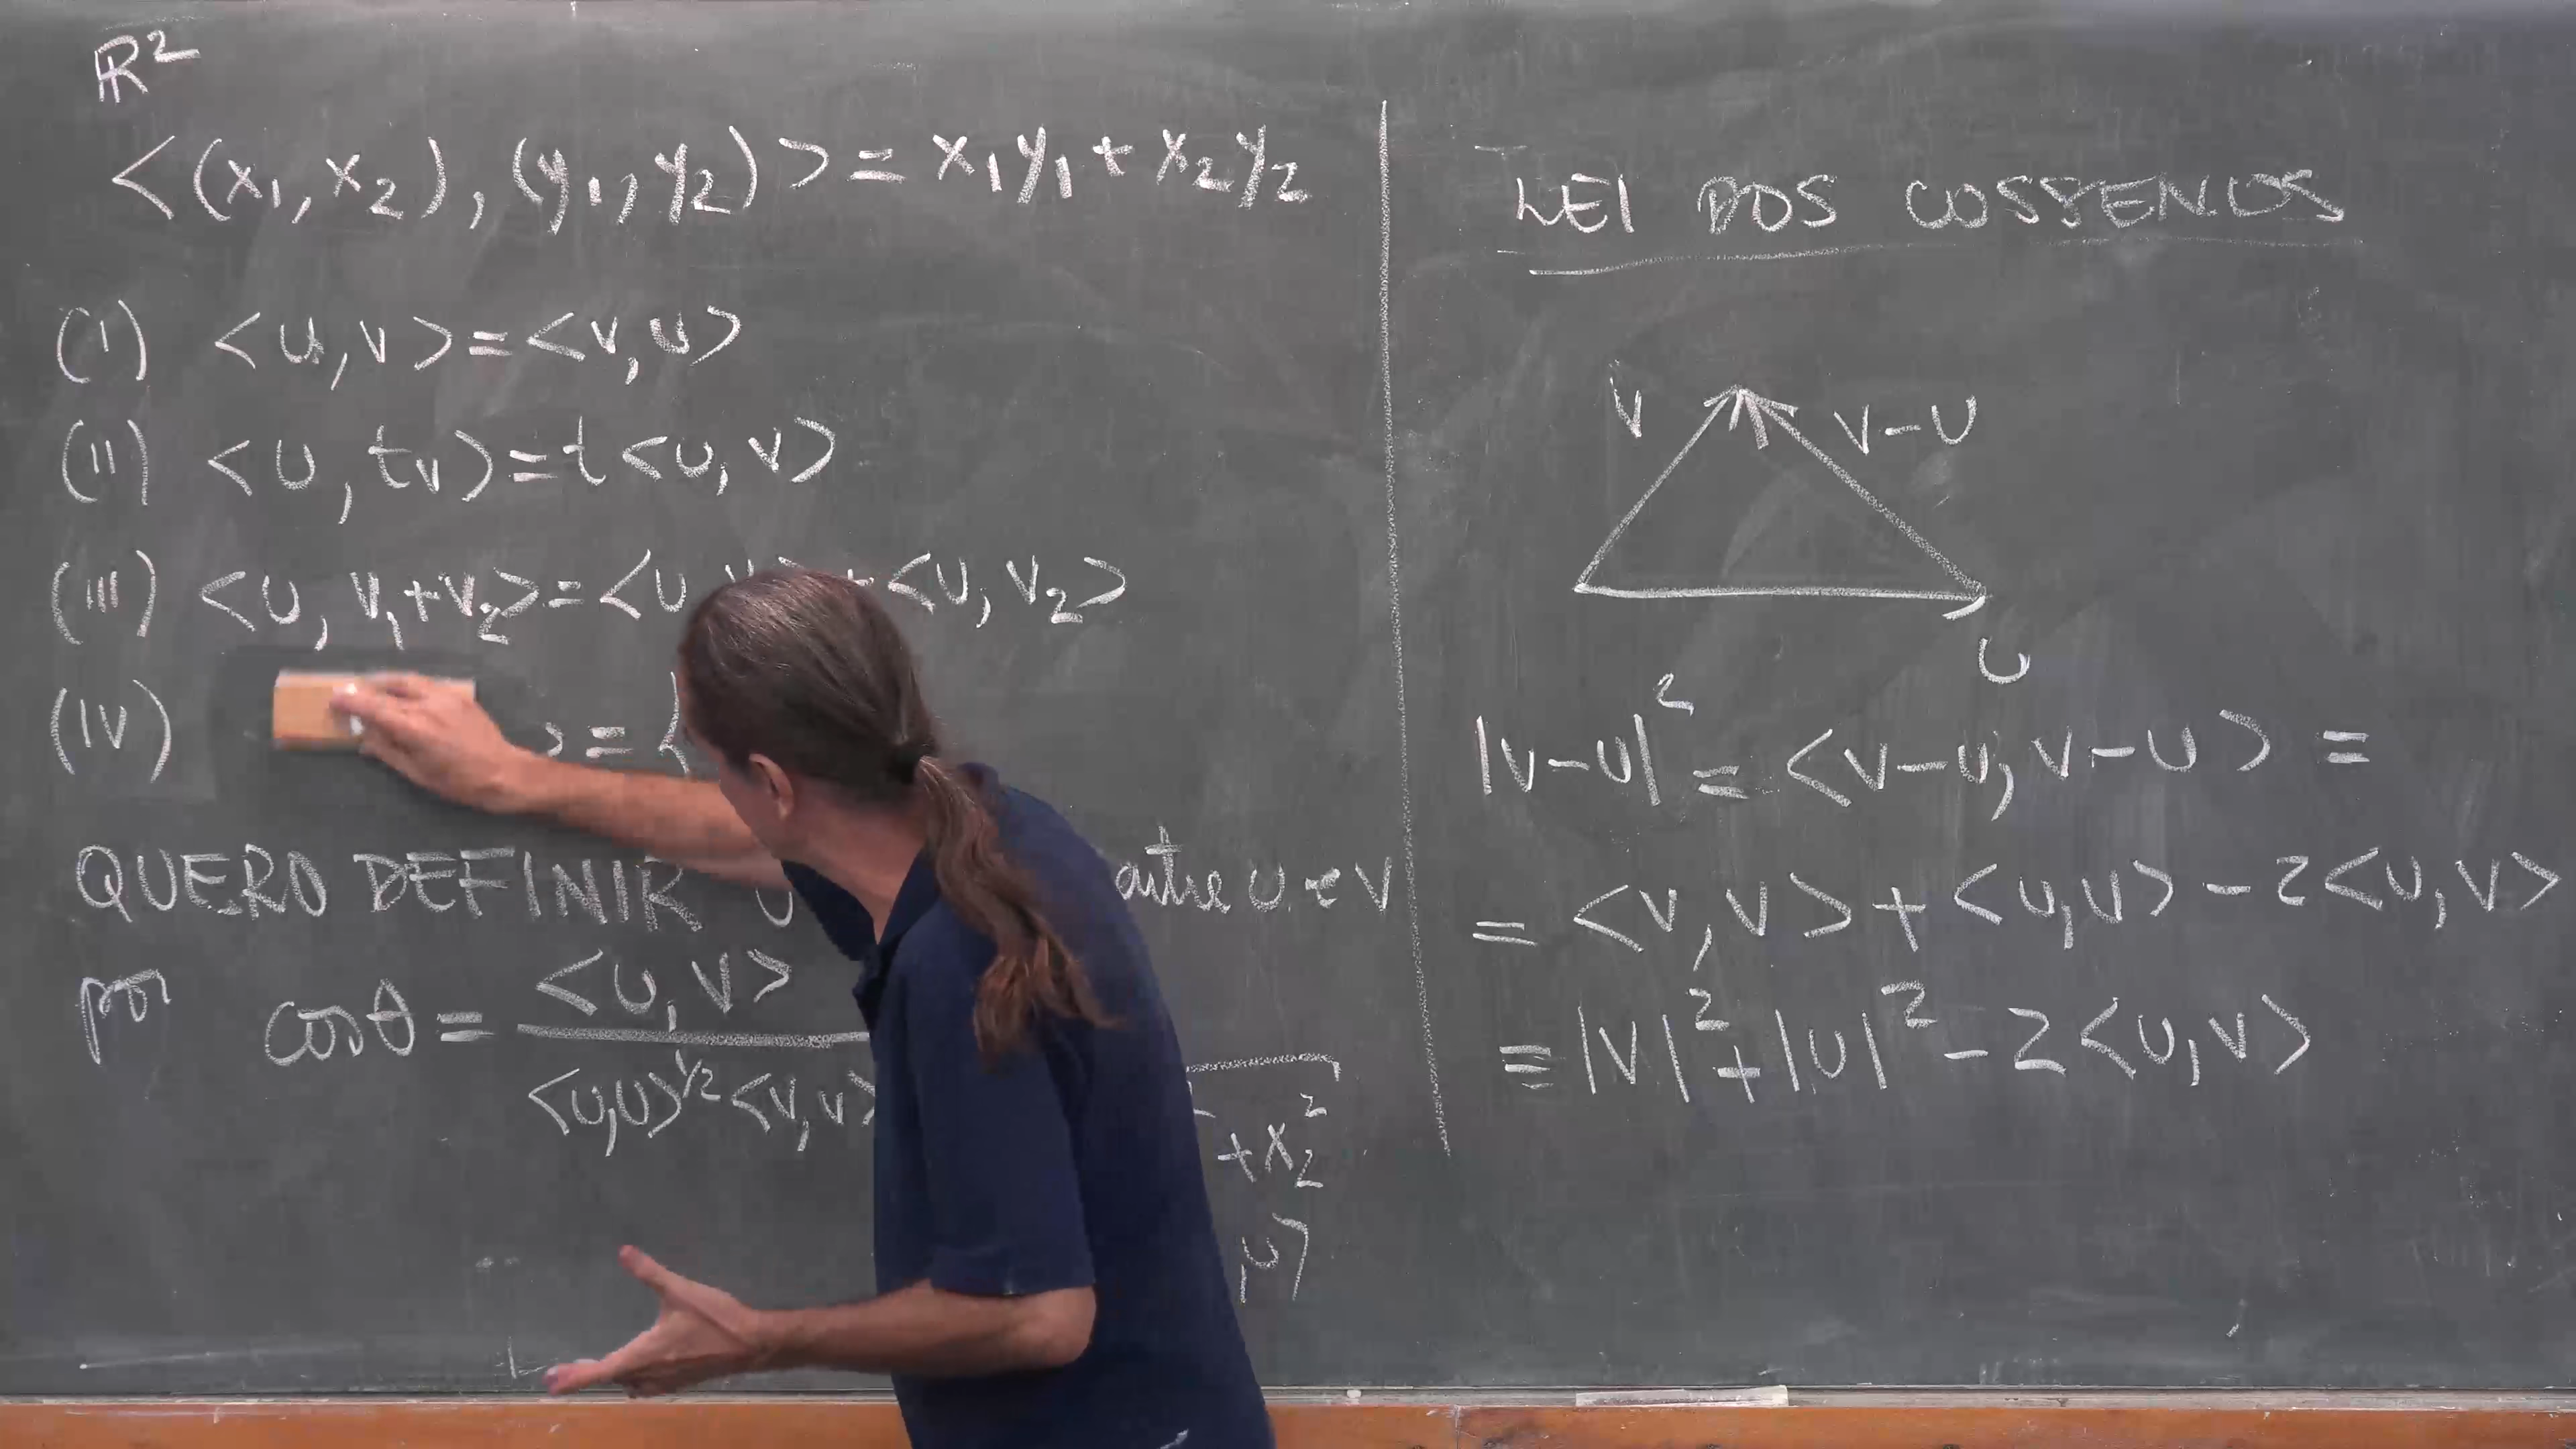 ℝ²
<(x₁,x₂),(y₁,y₂)>=x₁y₁+x₂y₂
(I) <u,v>=<v,u>
(II) <u,tv>=t<u,v>
(III) <u,v₁+v₂>=<u, +<u,v₂>
(IV) >=<
QUERO DEFINIR entre u e v
por cosθ= <u,v>
<u,u>^1/2 <v,v>
+x₂²
,u>
LEI DOS COSSENOS
v v-u
u
|v-u|²=<v-u,v-u>=
=<v,v>+<u,u>-2<u,v>
=|v|²+|u|²-2<u,v>